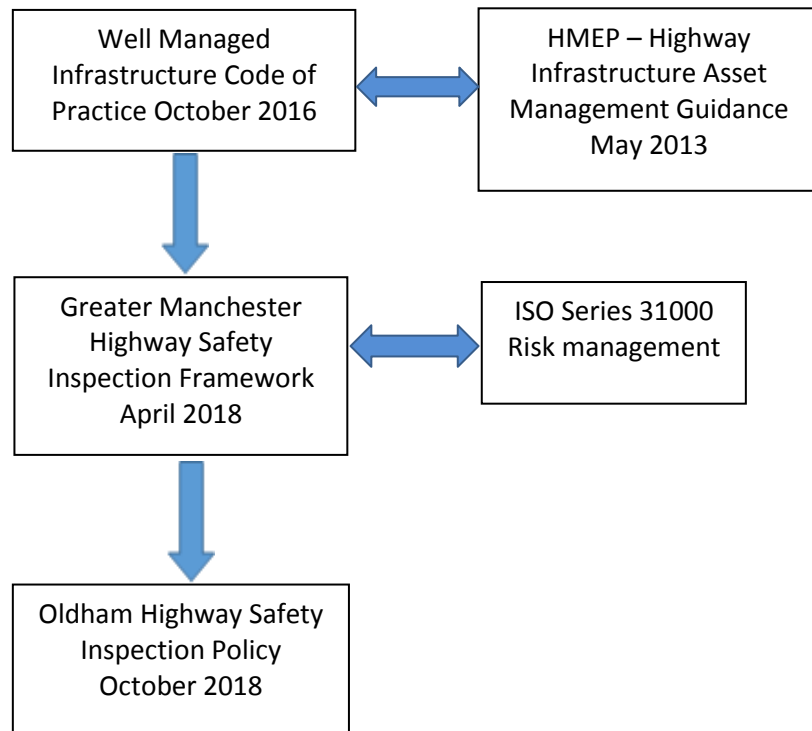 Well Managed
Infrastructure Code of
Practice October 2016
HMEP – Highway
Infrastructure Asset
Management Guidance
May 2013
Greater Manchester
Highway Safety
Inspection Framework
April 2018
ISO Series 31000
Risk management
Oldham Highway Safety
Inspection Policy
October 2018